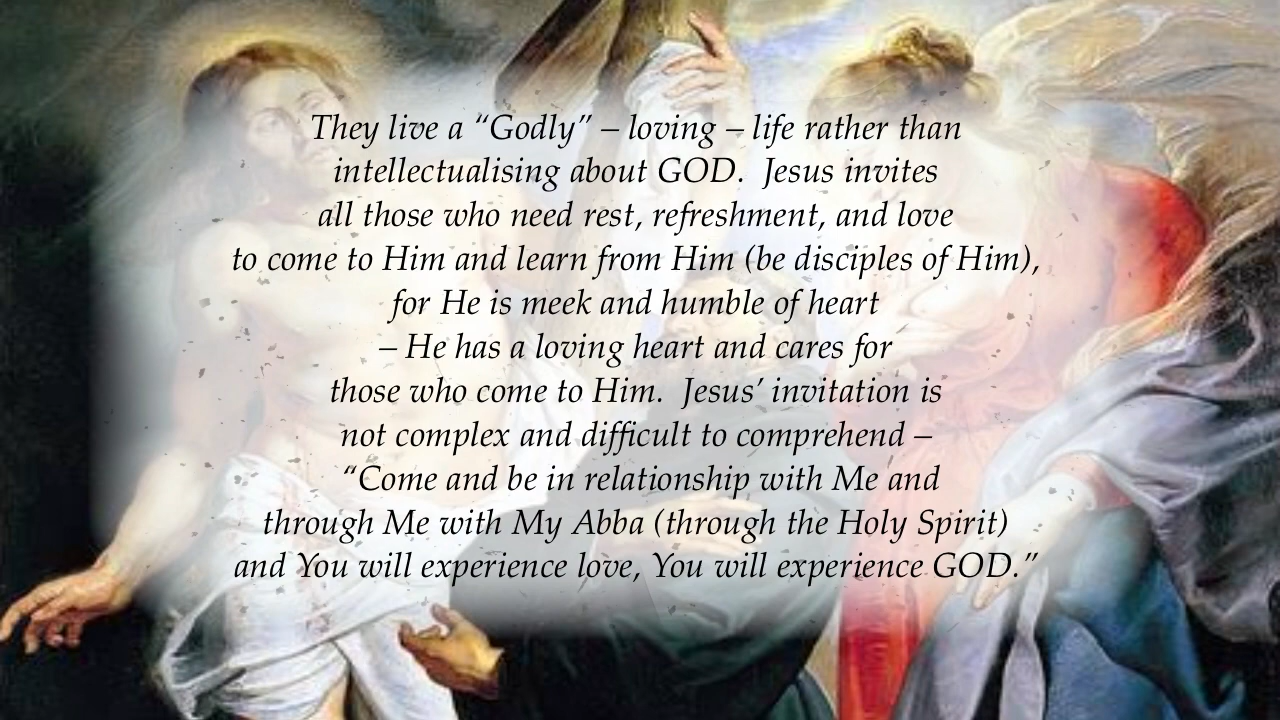 They live a “Godly” – loving – life rather than
intellectualising about GOD.  Jesus invites
all those who need rest, refreshment, and love
to come to Him and learn from Him (be disciples of Him),
for He is meek and humble of heart
– He has a loving heart and cares for
those who come to Him.  Jesus’ invitation is
not complex and difficult to comprehend –
“Come and be in relationship with Me and
through Me with My Abba (through the Holy Spirit)
and You will experience love, You will experience GOD.”